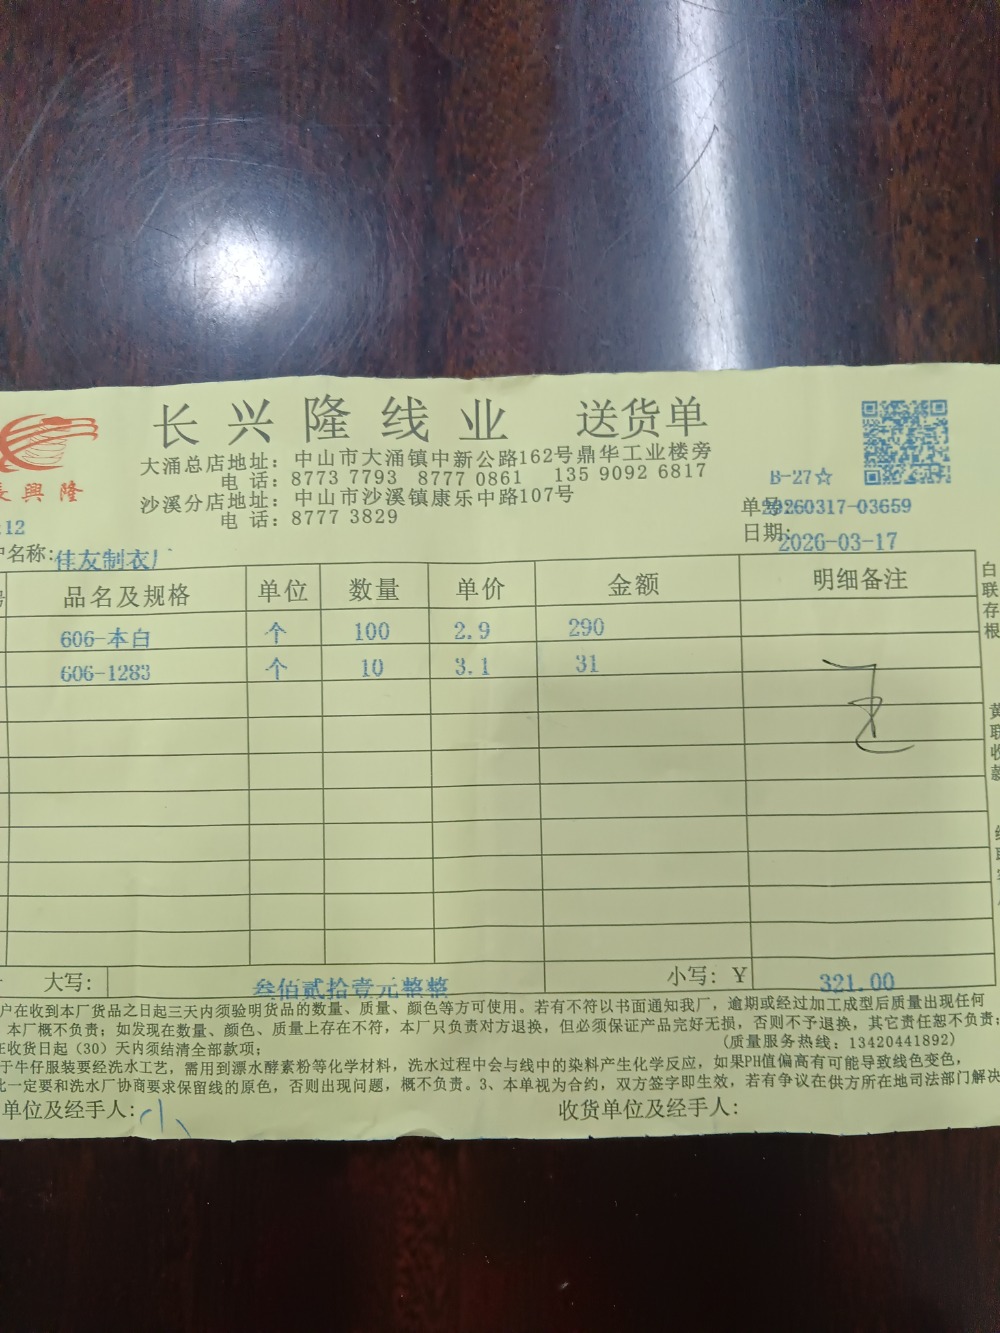 长兴隆线业 送货单
興隆
大涌总店地址：中山市大涌镇中新公路162号鼎华工业楼旁
电话：8773 7793 8777 0861 135 9092 6817
沙溪分店地址：中山市沙溪镇康乐中路107号
电话：8777 3829
B-27☆
单号:20260317-03659
日期:2026-03-17
:12
户名称:佳友制衣厂
品名及规格 单位 数量 单价 金额 明细备注
606-本白 个 100 2.9 290
606-1283 个 10 3.1 31
白联存根
黄联收款
大写: 叁佰贰拾壹元整整 小写:￥ 321.00
户在收到本厂货品之日起三天内须验明货品的数量、质量、颜色等方可使用。若有不符以书面通知我厂，逾期或经过加工成型后质量出现任何
本厂概不负责；如发现在数量、颜色、质量上存在不符，本厂只负责对方退换，但必须保证产品完好无损，否则不予退换，其它责任恕不负责；
在收货日起（30）天内须结清全部款项；
(质量服务热线：13420441892)
于牛仔服装要经洗水工艺，需用到漂水酵素粉等化学材料，洗水过程中会与线中的染料产生化学反应，如果PH值偏高有可能导致线色变色，
此一定要和洗水厂协商要求保留线的原色，否则出现问题，概不负责。3、本单视为合约，双方签字即生效，若有争议在供方所在地司法部门解决
单位及经手人:小
收货单位及经手人: